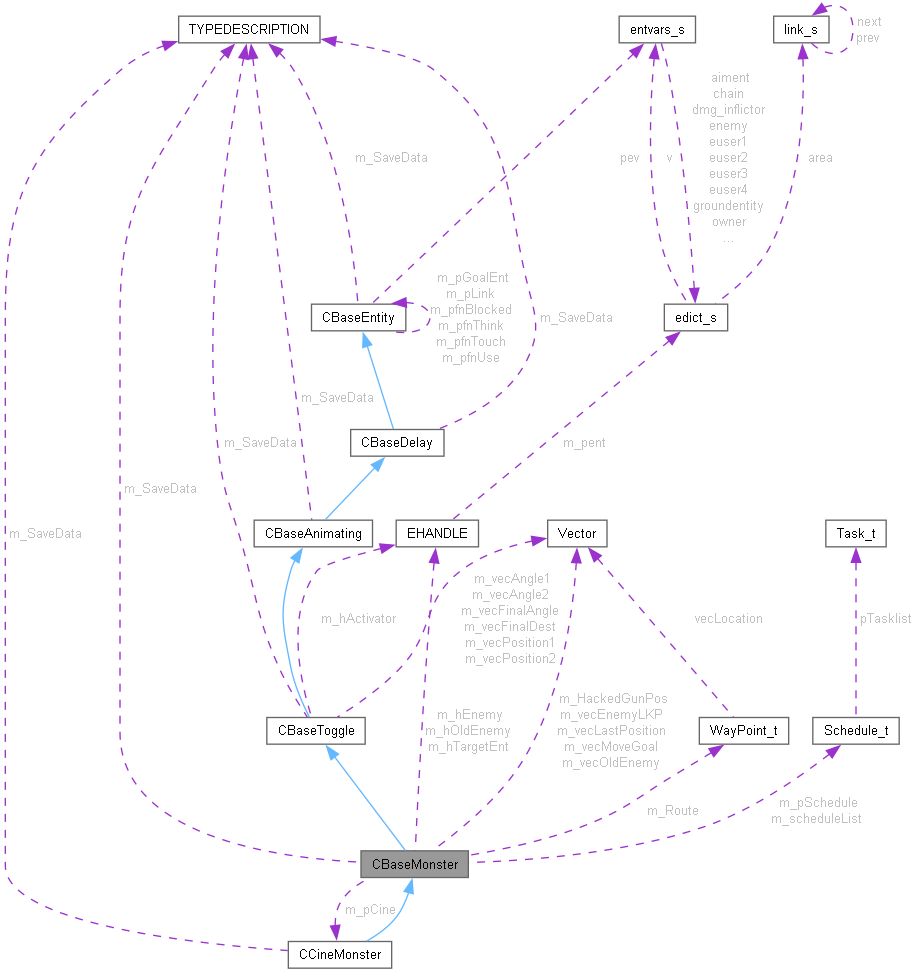 TYPEDESCRIPTION
entvars_s
link_s
next
prev
aiment
chain
dmg_inflictor
enemy
euser1
euser2
euser3
euser4
groundentity
owner
...
m_SaveData
pev
v
area
m_pGoalEnt
m_pLink
m_pfnBlocked
m_pfnThink
m_pfnTouch
m_pfnUse
CBaseEntity
edict_s
m_SaveData
m_SaveData
m_SaveData
CBaseDelay
m_pent
m_SaveData
m_SaveData
CBaseAnimating
EHANDLE
Vector
Task_t
m_vecAngle1
m_vecAngle2
m_vecFinalAngle
m_vecFinalDest
m_vecPosition1
m_vecPosition2
m_hActivator
vecLocation
pTasklist
m_hEnemy
m_hOldEnemy
m_hTargetEnt
m_HackedGunPos
m_vecEnemyLKP
m_vecLastPosition
m_vecMoveGoal
m_vecOldEnemy
CBaseToggle
WayPoint_t
Schedule_t
m_Route
m_pSchedule
m_scheduleList
CBaseMonster
m_pCine
CCineMonster